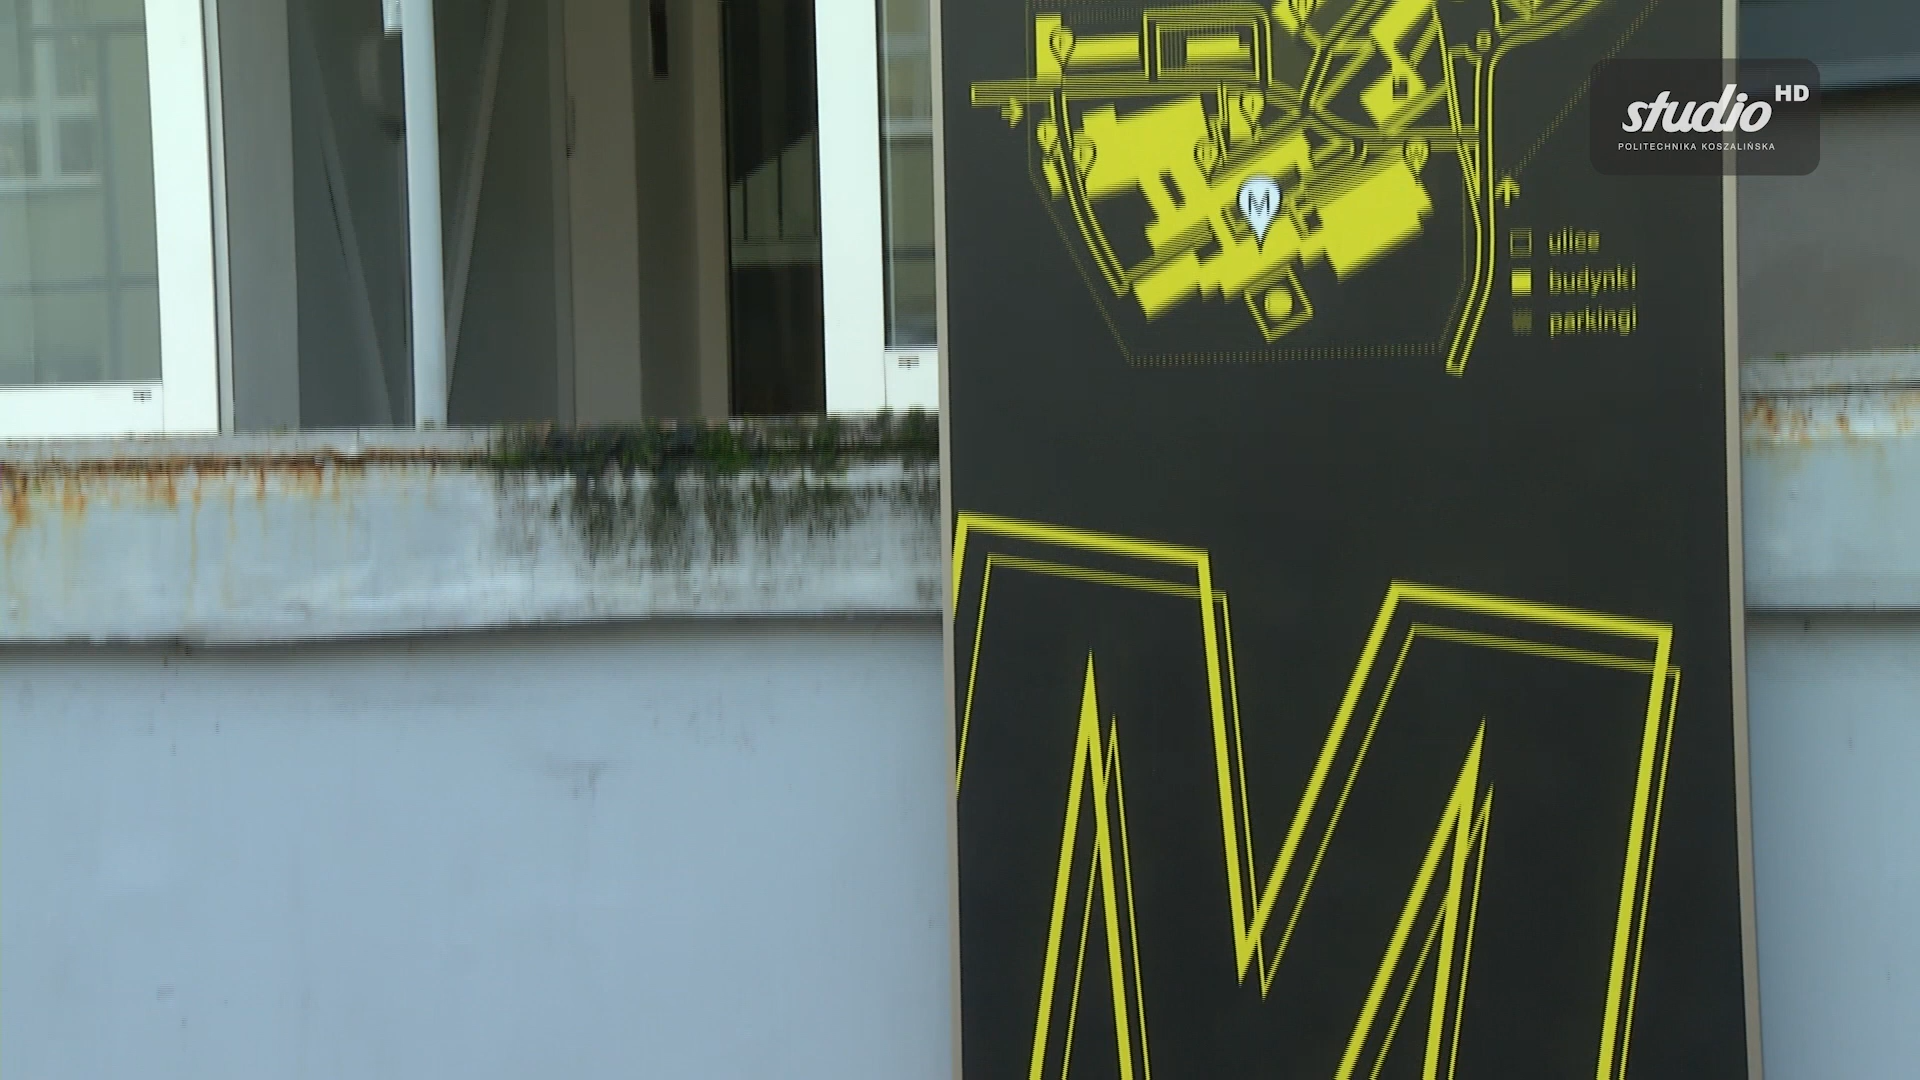 studio HD
POLITECHNIKA KOSZALIŃSKA
M
ulice
budynki
parkingi
M